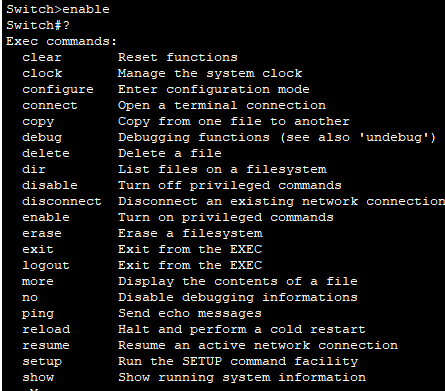 Switch>enable
Switch#?
Exec commands:
clear Reset functions
clock Manage the system clock
configure Enter configuration mode
connect Open a terminal connection
copy Copy from one file to another
debug Debugging functions (see also 'undebug')
delete Delete a file
dir List files on a filesystem
disable Turn off privileged commands
disconnect Disconnect an existing network connection
enable Turn on privileged commands
erase Erase a filesystem
exit Exit from the EXEC
logout Exit from the EXEC
more Display the contents of a file
no Disable debugging informations
ping Send echo messages
reload Halt and perform a cold restart
resume Resume an active network connection
setup Run the SETUP command facility
show Show running system information